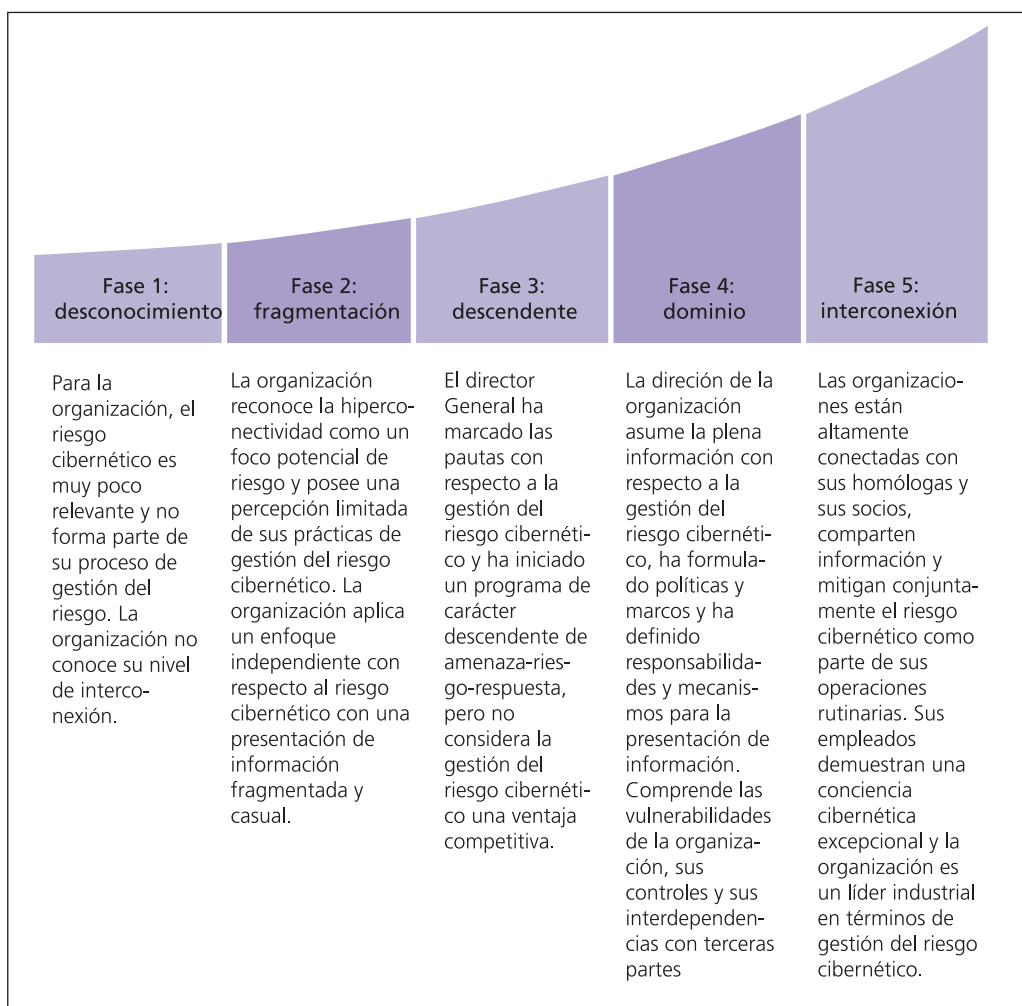 Fase 1:
desconocimiento
Fase 2:
fragmentación
Fase 3:
descendente
Fase 4:
dominio
Fase 5:
interconexión
Para la
organización, el
riesgo
cibernético es
muy poco
relevante y no
forma parte de
su proceso de
gestión del
riesgo. La
organización no
conoce su nivel
de interco-
nexión.
La organización
reconoce la hiperco-
nectividad como un
foco potencial de
riesgo y posee una
percepción limitada
de sus prácticas de
gestión del riesgo
cibernético. La
organización aplica
un enfoque
independiente con
respecto al riesgo
cibernético con una
presentación de
información
fragmentada y
casual.
El director
General ha
marcado las
pautas con
respecto a la
gestión del
riesgo cibernéti-
co y ha iniciado
un programa de
carácter
descendente de
amenaza-ries-
go-respuesta,
pero no
considera la
gestión del
riesgo cibernéti-
co una ventaja
competitiva.
La direción de la
organización
asume la plena
información con
respecto a la
gestión del
riesgo cibernéti-
co, ha formula-
do políticas y
marcos y ha
definido
responsabilida-
des y mecanis-
mos para la
presentación de
información.
Comprende las
vulnerabilidades
de la organiza-
ción, sus
controles y sus
interdependen-
cias con terceras
partes
Las organizacio-
nes están
altamente
conectadas con
sus homólogas y
sus socios,
comparten
información y
mitigan conjunta-
mente el riesgo
cibernético como
parte de sus
operaciones
rutinarias. Sus
empleados
demuestran una
conciencia
cibernética
excepcional y la
organización es
un líder industrial
en términos de
gestión del riesgo
cibernético.